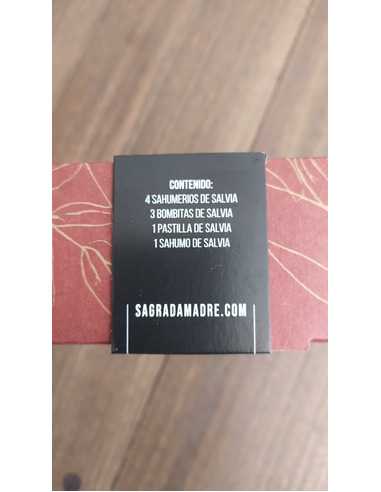 CONTENIDO:
4 SAHUMERIOS DE SALVIA
3 BOMBITAS DE SALVIA
1 PASTILLA DE SALVIA
1 SAHUMO DE SALVIA
SAGRADAMADRE.COM